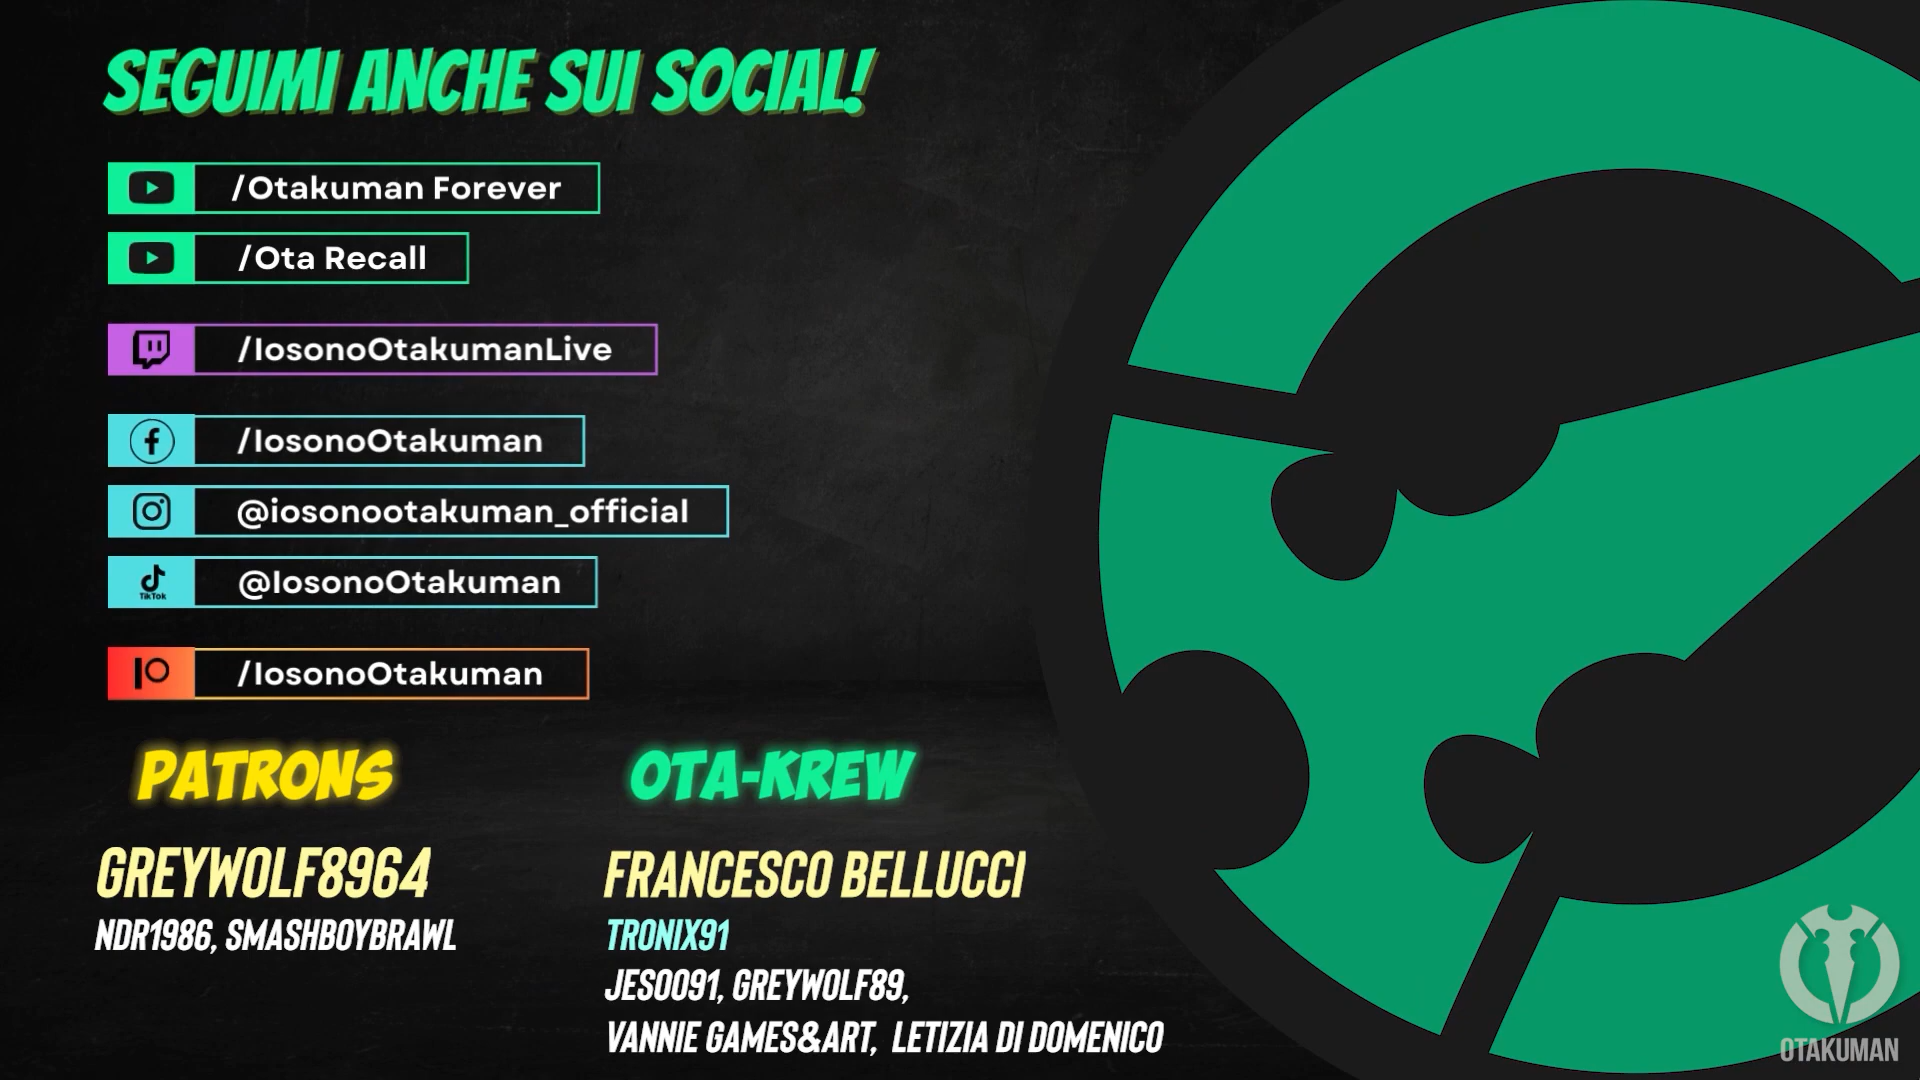 SEGUIMI ANCHE SUI SOCIAL!
/Otakuman Forever
/Ota Recall
/IosonoOtakumanLive
/IosonoOtakuman
@iosonootakuman_official
TikTok
@IosonoOtakuman
/IosonoOtakuman
PATRONS
GREYWOLF8964
NDR1986, SMASHBOYBRAWL
OTA-KREW
FRANCESCO BELLUCCI
TRONIX91
JESOO91, GREYWOLF89,
VANNIE GAMES&ART, LETIZIA DI DOMENICO
OTAKUMAN